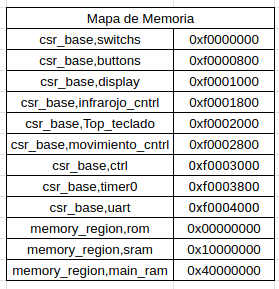 Mapa de Memoria
csr_base,switchs 0xf0000000
csr_base,buttons 0xf0000800
csr_base,display 0xf0001000
csr_base,infrarojo_cntrl 0xf0001800
csr_base,Top_teclado 0xf0002000
csr_base,movimiento_cntrl 0xf0002800
csr_base,ctrl 0xf0003000
csr_base,timer0 0xf0003800
csr_base,uart 0xf0004000
memory_region,rom 0x00000000
memory_region,sram 0x10000000
memory_region,main_ram 0x40000000